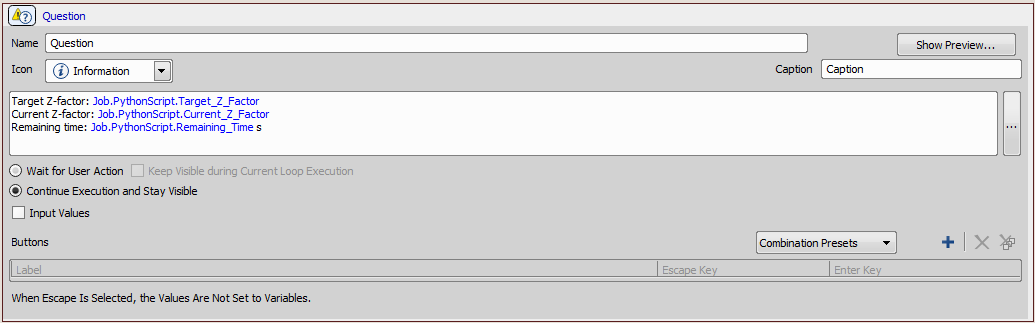 Question
Name Question Show Preview...
Icon Information Caption Caption
Target Z-factor: Job.PythonScript.Target_Z_Factor
Current Z-factor: Job.PythonScript.Current_Z_Factor
Remaining time: Job.PythonScript.Remaining_Time s
...
Wait for User Action Keep Visible during Current Loop Execution
Continue Execution and Stay Visible
Input Values
Buttons Combination Presets
Label Escape Key Enter Key
When Escape Is Selected, the Values Are Not Set to Variables.